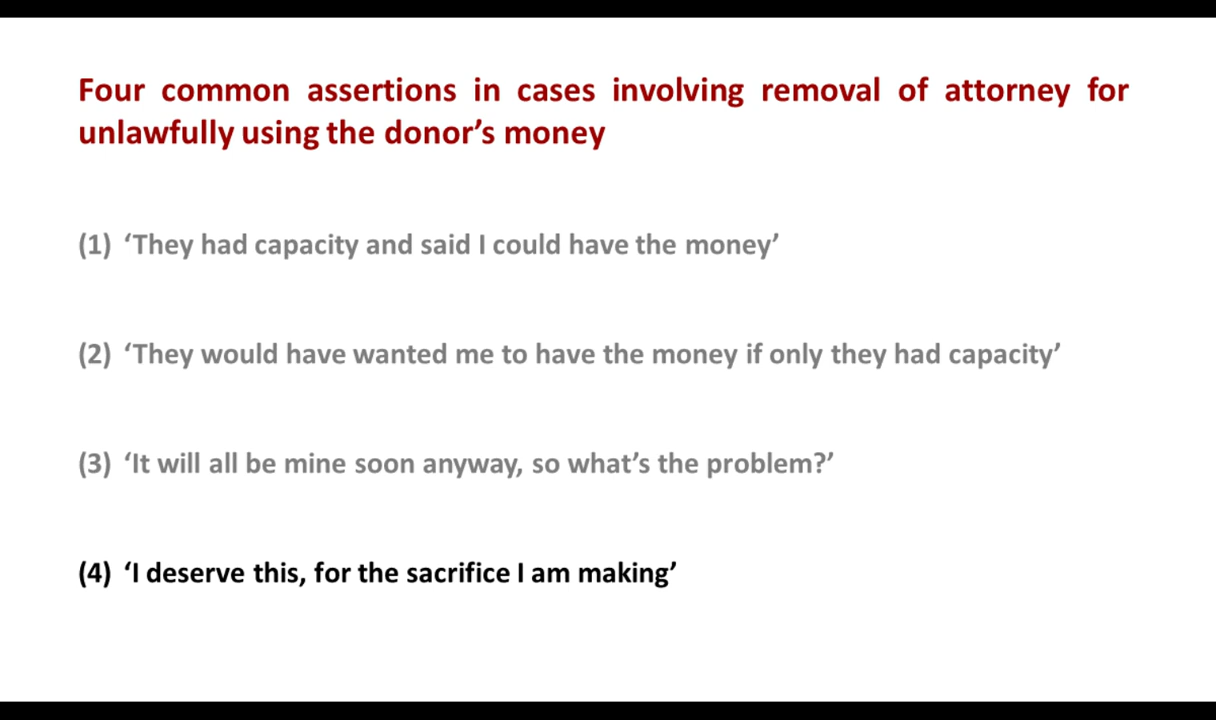 Four common assertions in cases involving removal of attorney for
unlawfully using the donor’s money
(1) ‘They had capacity and said I could have the money’
(2) ‘They would have wanted me to have the money if only they had capacity’
(3) ‘It will all be mine soon anyway, so what’s the problem?’
(4) ‘I deserve this, for the sacrifice I am making’